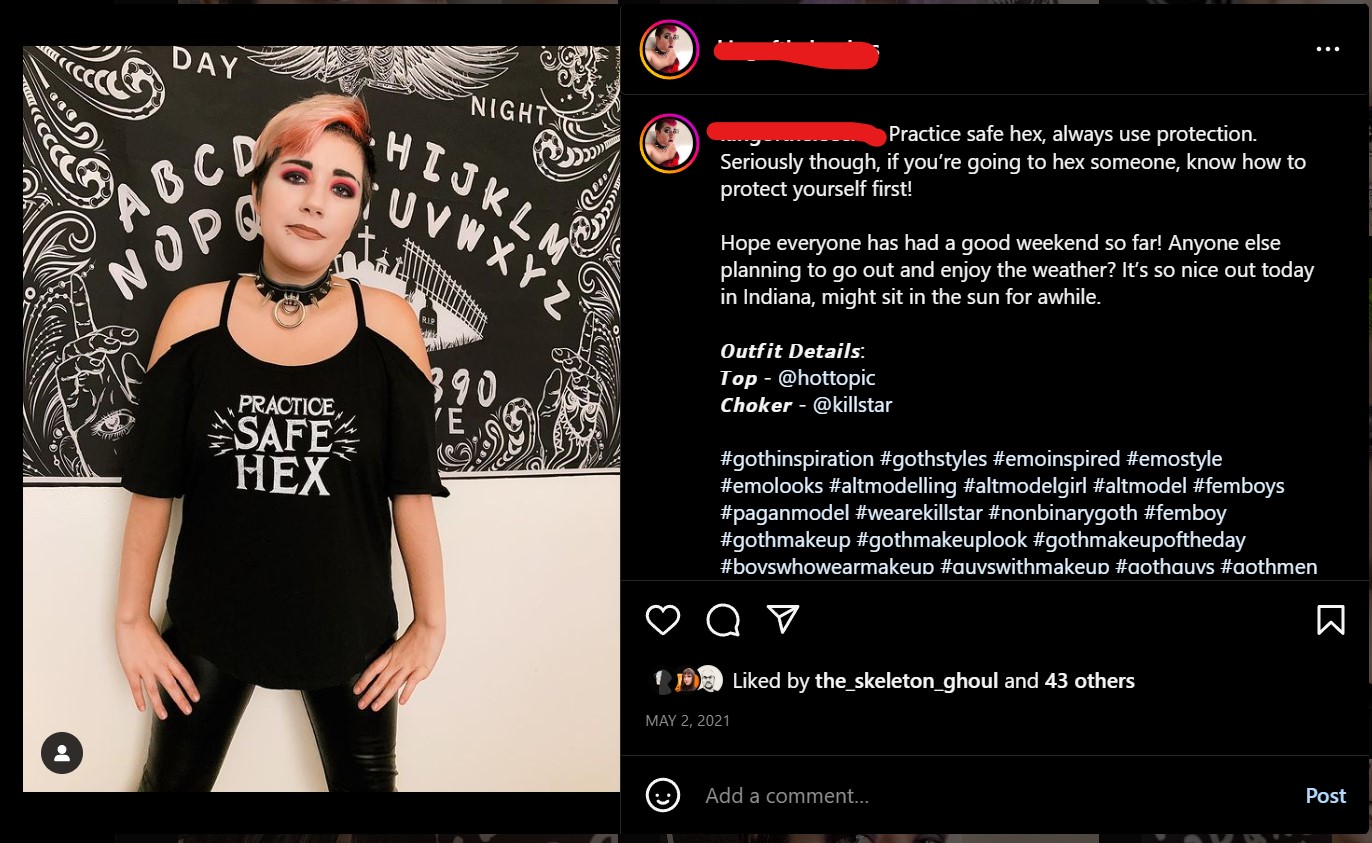 DAY
NIGHT
ABCD HIJKLM
NOPQ TUVWXYZ
R.I.P
PRACTICE
SAFE
HEX
Practice safe hex, always use protection.
Seriously though, if you’re going to hex someone, know how to
protect yourself first!
Hope everyone has had a good weekend so far! Anyone else
planning to go out and enjoy the weather? It’s so nice out today
in Indiana, might sit in the sun for awhile.
Outfit Details:
Top - @hottopic
Choker - @killstar
#gothinspiration #gothstyles #emoinspired #emostyle
#emolooks #altmodelling #altmodelgirl #altmodel #femboys
#paganmodel #wearekillstar #nonbinarygoth #femboy
#gothmakeup #gothmakeuplook #gothmakeupoftheday
#boyswhowearmakeup #guyswithmakeup #gothguys #gothmen
Liked by the_skeleton_ghoul and 43 others
MAY 2, 2021
Add a comment...
Post